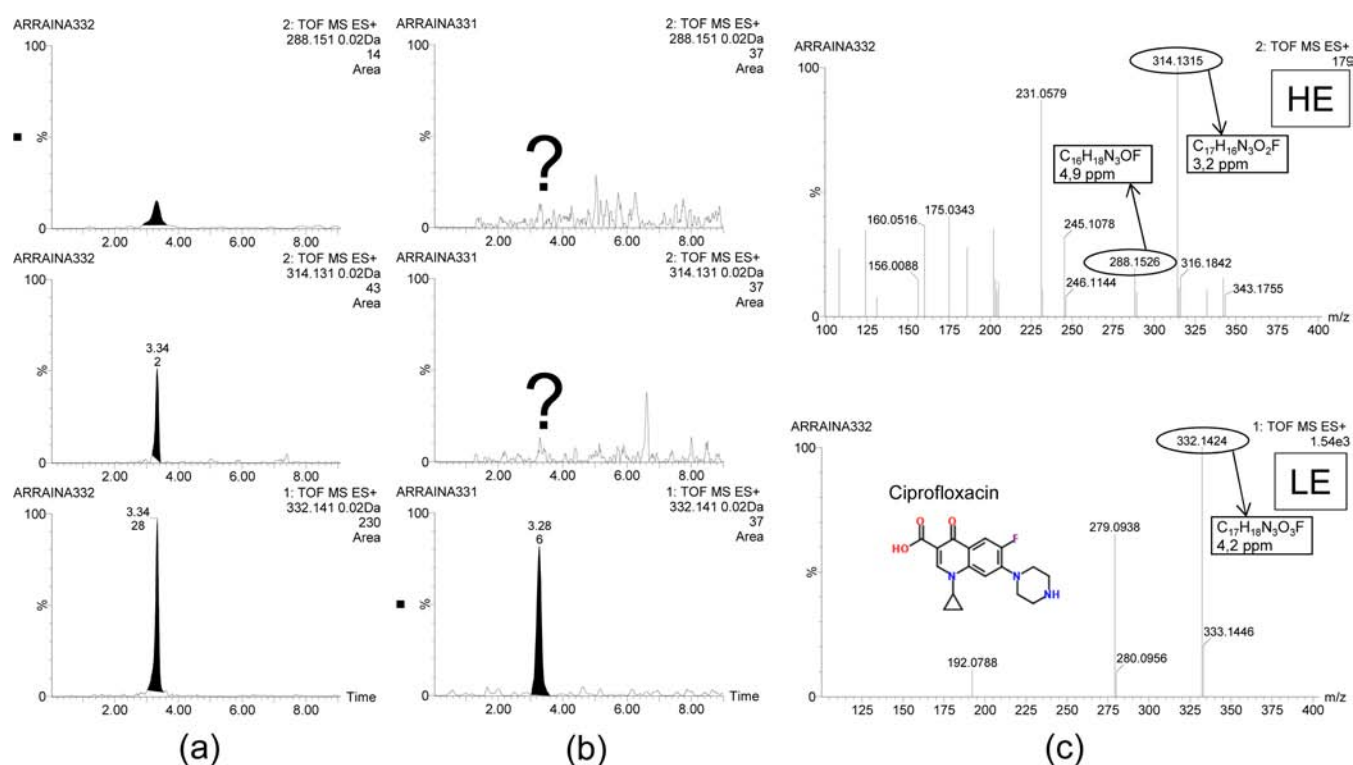 ARRAINA332
2: TOF MS ES+
288.151 0.02Da
14
Area
100
%
0
2.00 4.00 6.00 8.00
ARRAINA332
2: TOF MS ES+
314.131 0.02Da
43
Area
100
3.34
2
%
0
2.00 4.00 6.00 8.00
ARRAINA332
1: TOF MS ES+
332.141 0.02Da
230
Area
100
3.34
28
%
0
Time
2.00 4.00 6.00 8.00
(a)
ARRAINA331
2: TOF MS ES+
288.151 0.02Da
37
Area
100
?
%
0
2.00 4.00 6.00 8.00
ARRAINA331
2: TOF MS ES+
314.131 0.02Da
37
Area
100
?
%
0
2.00 4.00 6.00 8.00
ARRAINA331
1: TOF MS ES+
332.141 0.02Da
37
Area
100
3.28
6
%
0
Time
2.00 4.00 6.00 8.00
(b)
ARRAINA332
2: TOF MS ES+
179
HE
100
314.1315
231.0579
C17H16N3O2F
3,2 ppm
C16H18N3OF
4,9 ppm
%
160.0516
175.0343
245.1078
156.0088
288.1526
316.1842
246.1144
343.1755
0
m/z
100 125 150 175 200 225 250 275 300 325 350 375 400
ARRAINA332
1: TOF MS ES+
1.54e3
LE
100
332.1424
Ciprofloxacin
279.0938
C17H18N3O3F
4,2 ppm
O O
HO
F
N
N
NH
%
333.1446
192.0788
280.0956
0
m/z
125 150 175 200 225 250 275 300 325 350 375 400
(c)